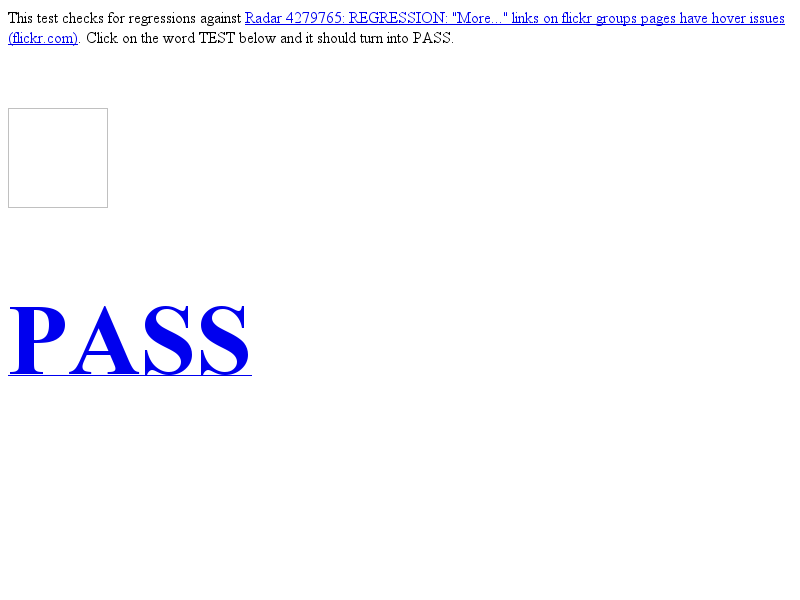 This test checks for regressions against Radar 4279765: REGRESSION: "More..." links on flickr groups pages have hover issues
(flickr.com). Click on the word TEST below and it should turn into PASS.
PASS